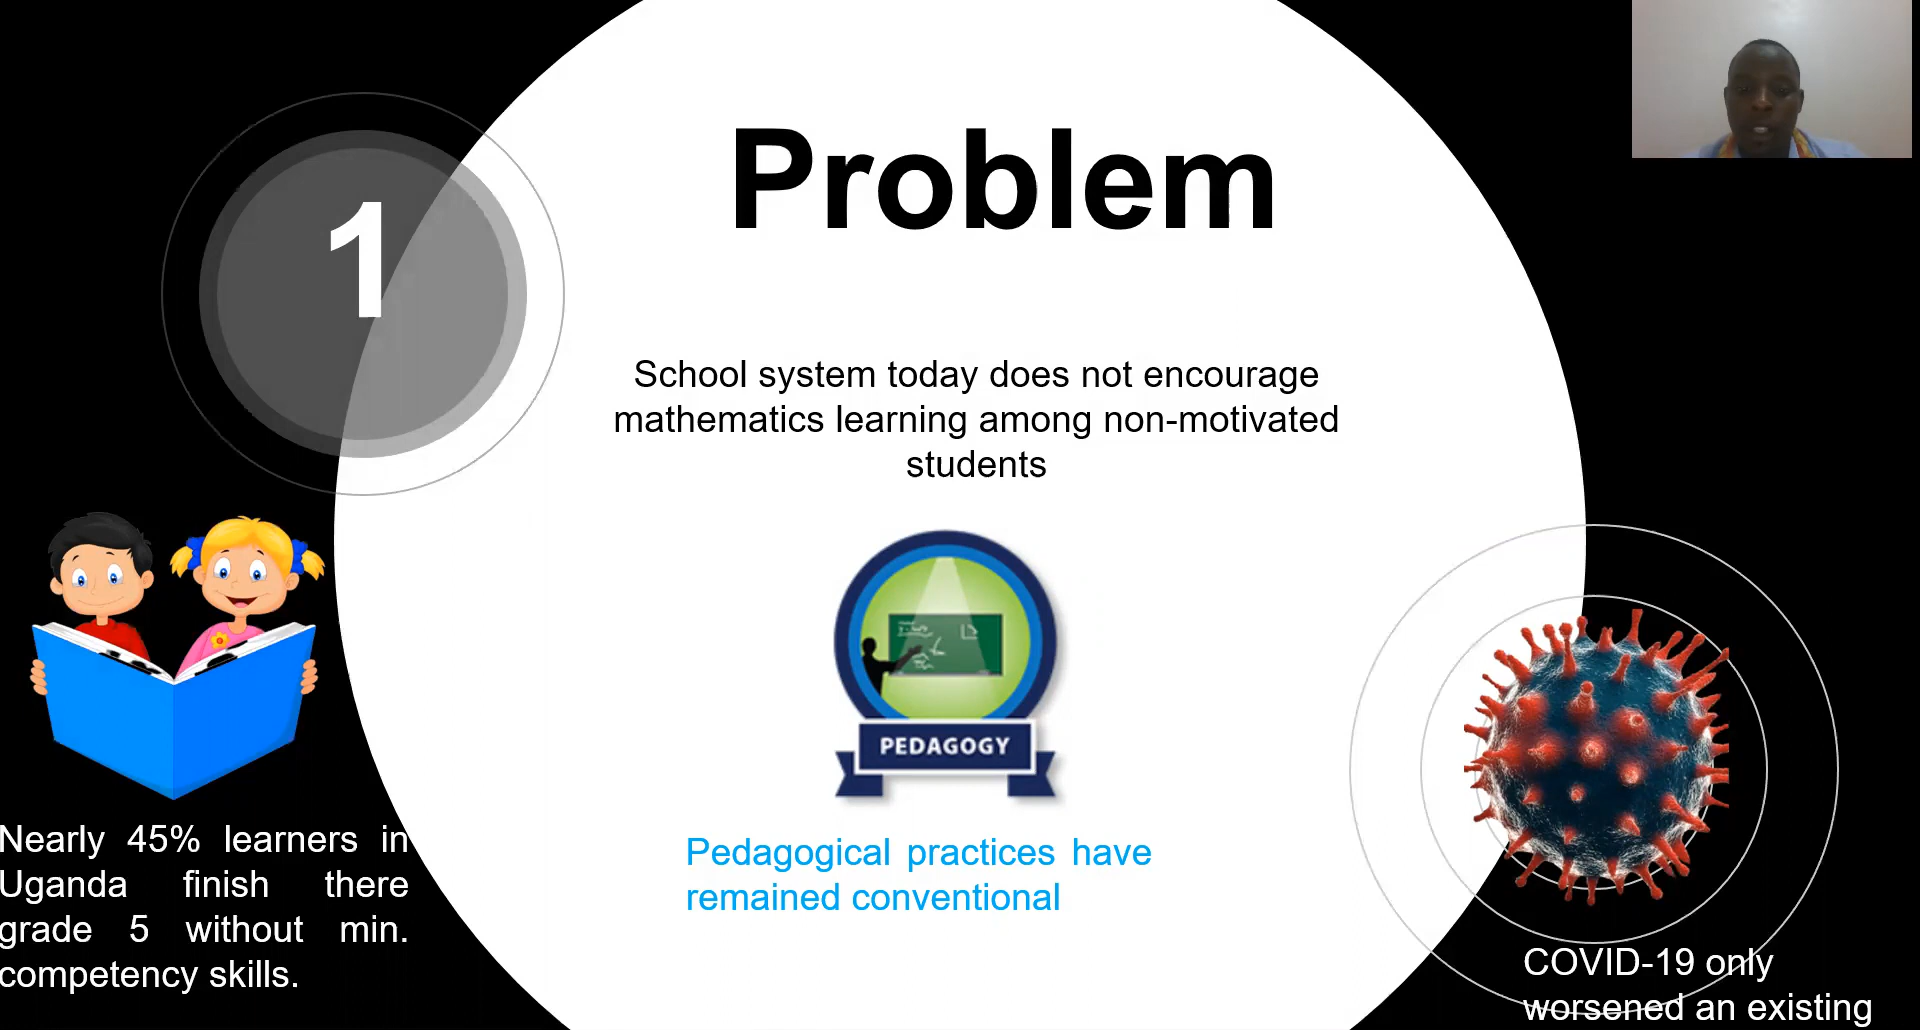 1
Problem
School system today does not encourage
mathematics learning among non-motivated
students
PEDAGOGY
Pedagogical practices have
remained conventional
Nearly 45% learners in
Uganda finish there
grade 5 without min.
competency skills.
COVID-19 only
worsened an existing